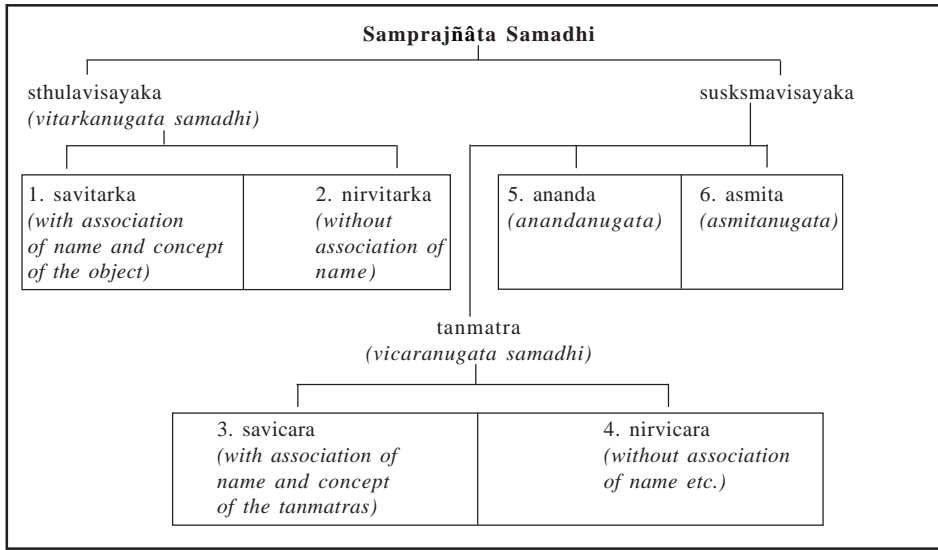 Samprajñâta Samadhi
sthulavisayaka
(vitarkanugata samadhi)
susksmavisayaka
1. savitarka
(with association
of name and concept
of the object)
2. nirvitarka
(without
association of
name)
5. ananda
(anandanugata)
6. asmita
(asmitanugata)
tanmatra
(vicaranugata samadhi)
3. savicara
(with association of
name and concept
of the tanmatras)
4. nirvicara
(without association
of name etc.)